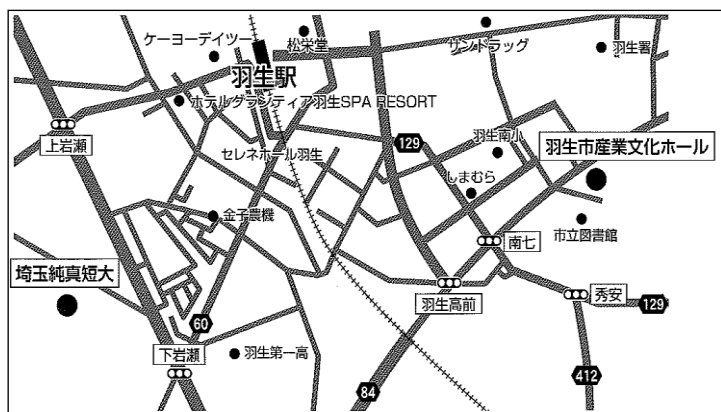 ケーヨーデイツー
松栄堂
サンドラッグ
羽生署
羽生駅
ホテルグランティア羽生SPA RESORT
上岩瀬
129
羽生南小
羽生市産業文化ホール
セレネホール羽生
しまむら
金子農機
南七
市立図書館
埼玉純真短大
羽生高前
秀安
129
60
下岩瀬
羽生第一高
84
412